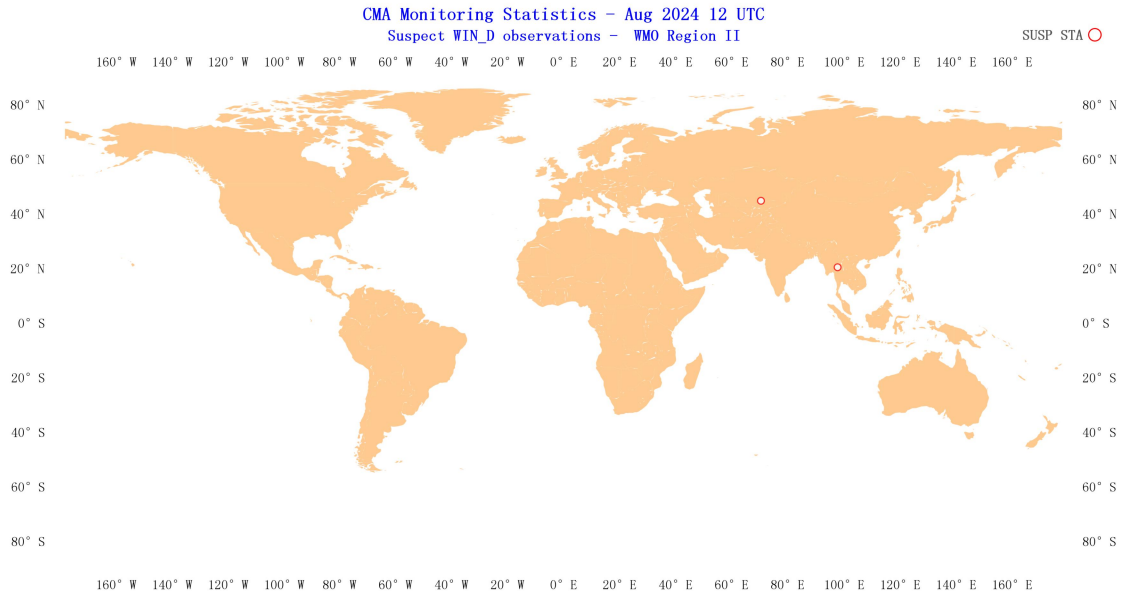 CMA Monitoring Statistics - Aug 2024 12 UTC
Suspect WIN_D observations - WMO Region II
SUSP STA
160° W 140° W 120° W 100° W 80° W 60° W 40° W 20° W 0° E 20° E 40° E 60° E 80° E 100° E 120° E 140° E 160° E
80° N 80° N
60° N 60° N
40° N 40° N
20° N 20° N
0° S 0° S
20° S 20° S
40° S 40° S
60° S 60° S
80° S 80° S
160° W 140° W 120° W 100° W 80° W 60° W 40° W 20° W 0° E 20° E 40° E 60° E 80° E 100° E 120° E 140° E 160° E